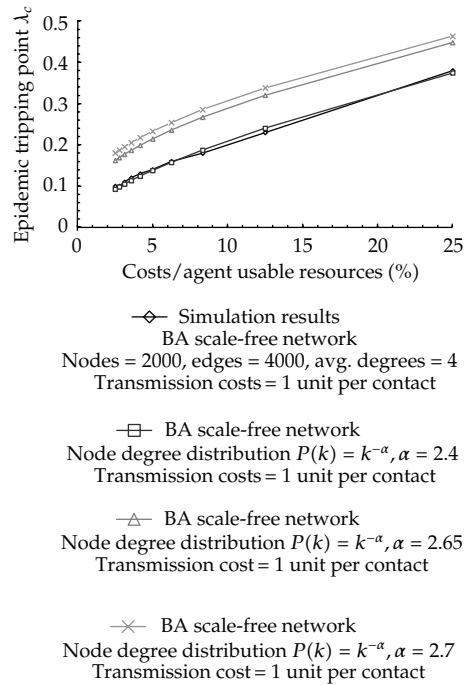 Epidemic tripping point λc
0.5
0.4
0.3
0.2
0.1
0
0 5 10 15 20 25
Costs/agent usable resources (%)
Simulation results
BA scale-free network
Nodes = 2000, edges = 4000, avg. degrees = 4
Transmission costs = 1 unit per contact
BA scale-free network
Node degree distribution P(k) = k^−α, α = 2.4
Transmission costs = 1 unit per contact
BA scale-free network
Node degree distribution P(k) = k^−α, α = 2.65
Transmission cost = 1 unit per contact
BA scale-free network
Node degree distribution P(k) = k^−α, α = 2.7
Transmission cost = 1 unit per contact